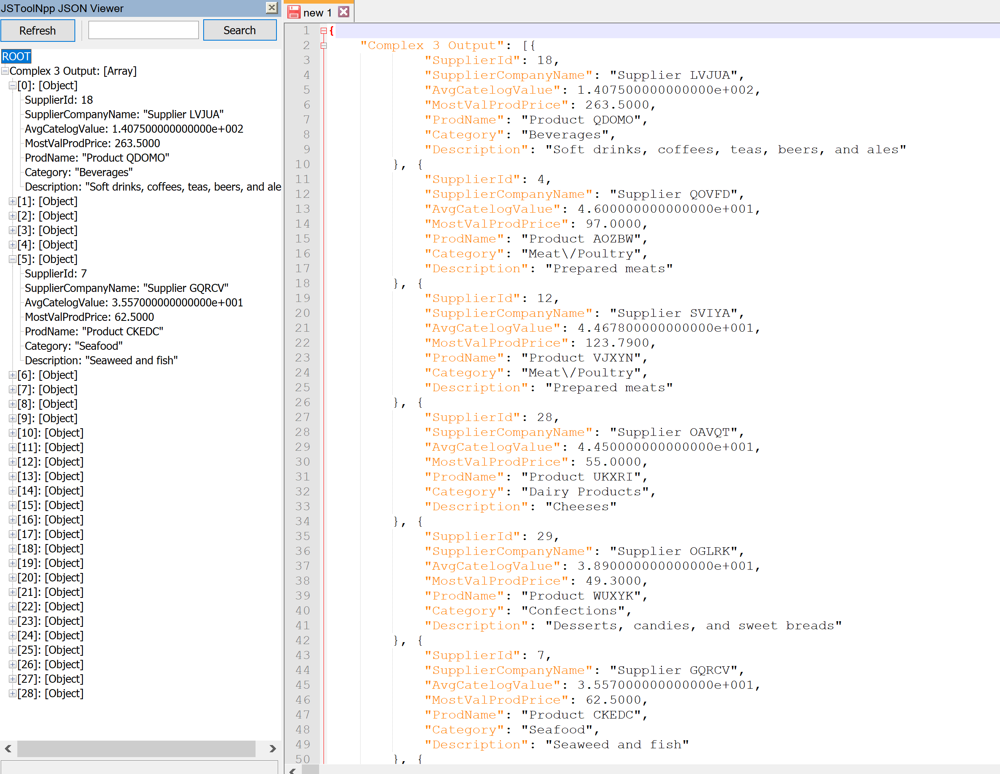 JSToolNpp JSON Viewer
Refresh
Search
ROOT
Complex 3 Output: [Array]
[0]: [Object]
SupplierId: 18
SupplierCompanyName: "Supplier LVJUA"
AvgCatelogValue: 1.407500000000000e+002
MostValProdPrice: 263.5000
ProdName: "Product QDOMO"
Category: "Beverages"
Description: "Soft drinks, coffees, teas, beers, and ale
[1]: [Object]
[2]: [Object]
[3]: [Object]
[4]: [Object]
[5]: [Object]
SupplierId: 7
SupplierCompanyName: "Supplier GQRCV"
AvgCatelogValue: 3.557000000000000e+001
MostValProdPrice: 62.5000
ProdName: "Product CKEDC"
Category: "Seafood"
Description: "Seaweed and fish"
[6]: [Object]
[7]: [Object]
[8]: [Object]
[9]: [Object]
[10]: [Object]
[11]: [Object]
[12]: [Object]
[13]: [Object]
[14]: [Object]
[15]: [Object]
[16]: [Object]
[17]: [Object]
[18]: [Object]
[19]: [Object]
[20]: [Object]
[21]: [Object]
[22]: [Object]
[23]: [Object]
[24]: [Object]
[25]: [Object]
[26]: [Object]
[27]: [Object]
[28]: [Object]
new 1
1 {
2 "Complex 3 Output": [{
3 "SupplierId": 18,
4 "SupplierCompanyName": "Supplier LVJUA",
5 "AvgCatelogValue": 1.407500000000000e+002,
6 "MostValProdPrice": 263.5000,
7 "ProdName": "Product QDOMO",
8 "Category": "Beverages",
9 "Description": "Soft drinks, coffees, teas, beers, and ales"
10 }, {
11 "SupplierId": 4,
12 "SupplierCompanyName": "Supplier QOVFD",
13 "AvgCatelogValue": 4.600000000000000e+001,
14 "MostValProdPrice": 97.0000,
15 "ProdName": "Product AOZBW",
16 "Category": "Meat\/Poultry",
17 "Description": "Prepared meats"
18 }, {
19 "SupplierId": 12,
20 "SupplierCompanyName": "Supplier SVIYA",
21 "AvgCatelogValue": 4.467800000000000e+001,
22 "MostValProdPrice": 123.7900,
23 "ProdName": "Product VJXYN",
24 "Category": "Meat\/Poultry",
25 "Description": "Prepared meats"
26 }, {
27 "SupplierId": 28,
28 "SupplierCompanyName": "Supplier OAVQT",
29 "AvgCatelogValue": 4.450000000000000e+001,
30 "MostValProdPrice": 55.0000,
31 "ProdName": "Product UKXRI",
32 "Category": "Dairy Products",
33 "Description": "Cheeses"
34 }, {
35 "SupplierId": 29,
36 "SupplierCompanyName": "Supplier OGLRK",
37 "AvgCatelogValue": 3.890000000000000e+001,
38 "MostValProdPrice": 49.3000,
39 "ProdName": "Product WUXYK",
40 "Category": "Confections",
41 "Description": "Desserts, candies, and sweet breads"
42 }, {
43 "SupplierId": 7,
44 "SupplierCompanyName": "Supplier GQRCV",
45 "AvgCatelogValue": 3.557000000000000e+001,
46 "MostValProdPrice": 62.5000,
47 "ProdName": "Product CKEDC",
48 "Category": "Seafood",
49 "Description": "Seaweed and fish"
50 }, {